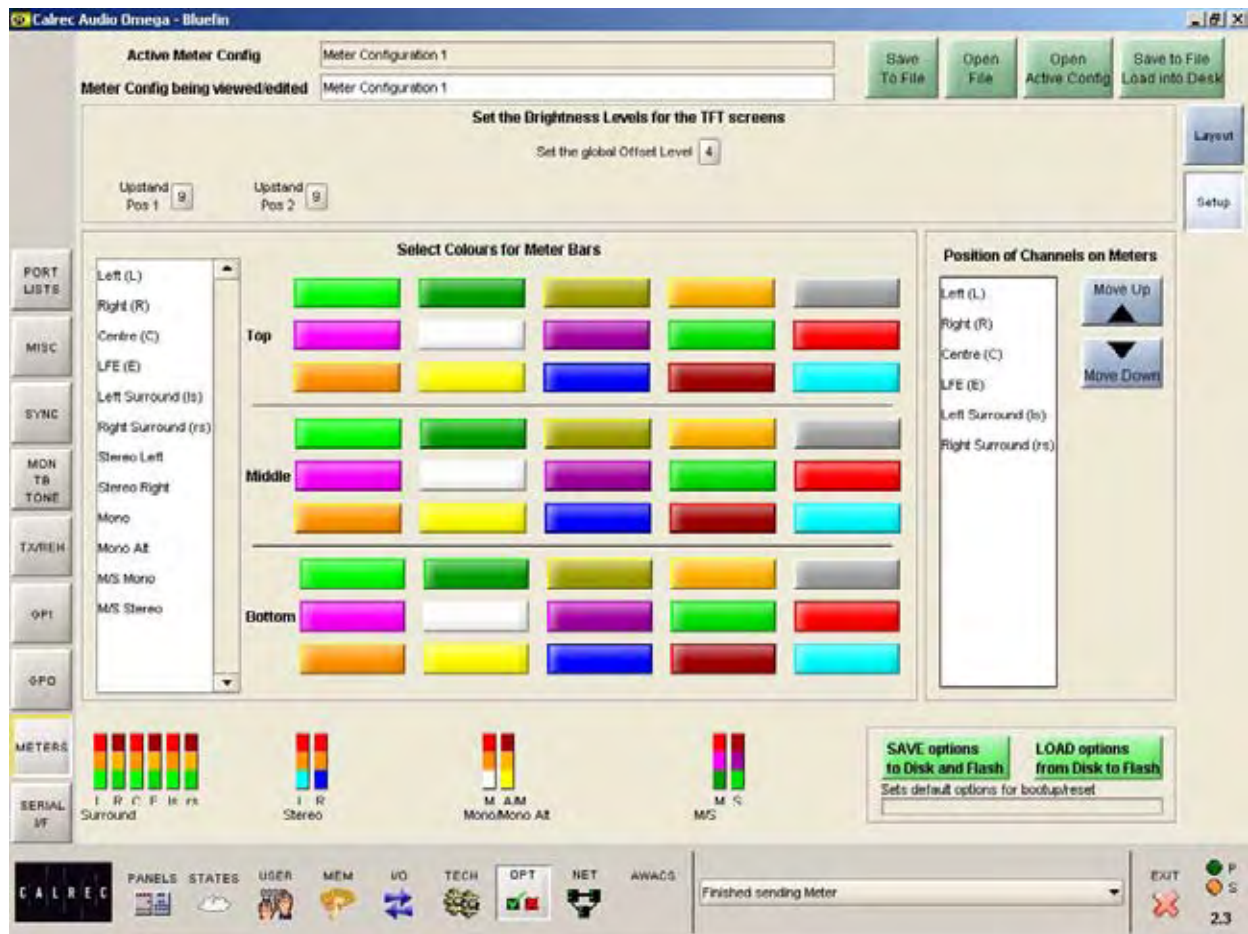 Calrec Audio Omega - Bluefin
Active Meter Config
Meter Configuration 1
Meter Config being viewed/edited
Meter Configuration 1
Save
To File
Open
File
Open
Active Config
Save to File
Load into Desk
Set the Brightness Levels for the TFT screens
Set the global Offset Level 4
Upstand
Pos 1
9
Upstand
Pos 2
9
Layout
Setup
PORT
LISTS
MISC
SYNC
MON
TB
TONE
TX/REH
GPI
GPO
METERS
SERIAL
I/F
Select Colours for Meter Bars
Left (L)
Right (R)
Centre (C)
LFE (E)
Left Surround (ls)
Right Surround (rs)
Stereo Left
Stereo Right
Mono
Mono Alt
M/S Mono
M/S Stereo
Top
Middle
Bottom
Position of Channels on Meters
Left (L)
Right (R)
Centre (C)
LFE (E)
Left Surround (ls)
Right Surround (rs)
Move Up
Move Down
L R C E ls rs
Surround
L R
Stereo
M A/M
Mono/Mono Alt
M S
M/S
SAVE options
to Disk and Flash
LOAD options
from Disk to Flash
Sets default options for bootup/reset
CALREC
PANELS
STATES
USER
MEM
I/O
TECH
OPT
NET
AWACS
Finished sending Meter
EXIT
P
S
2.3